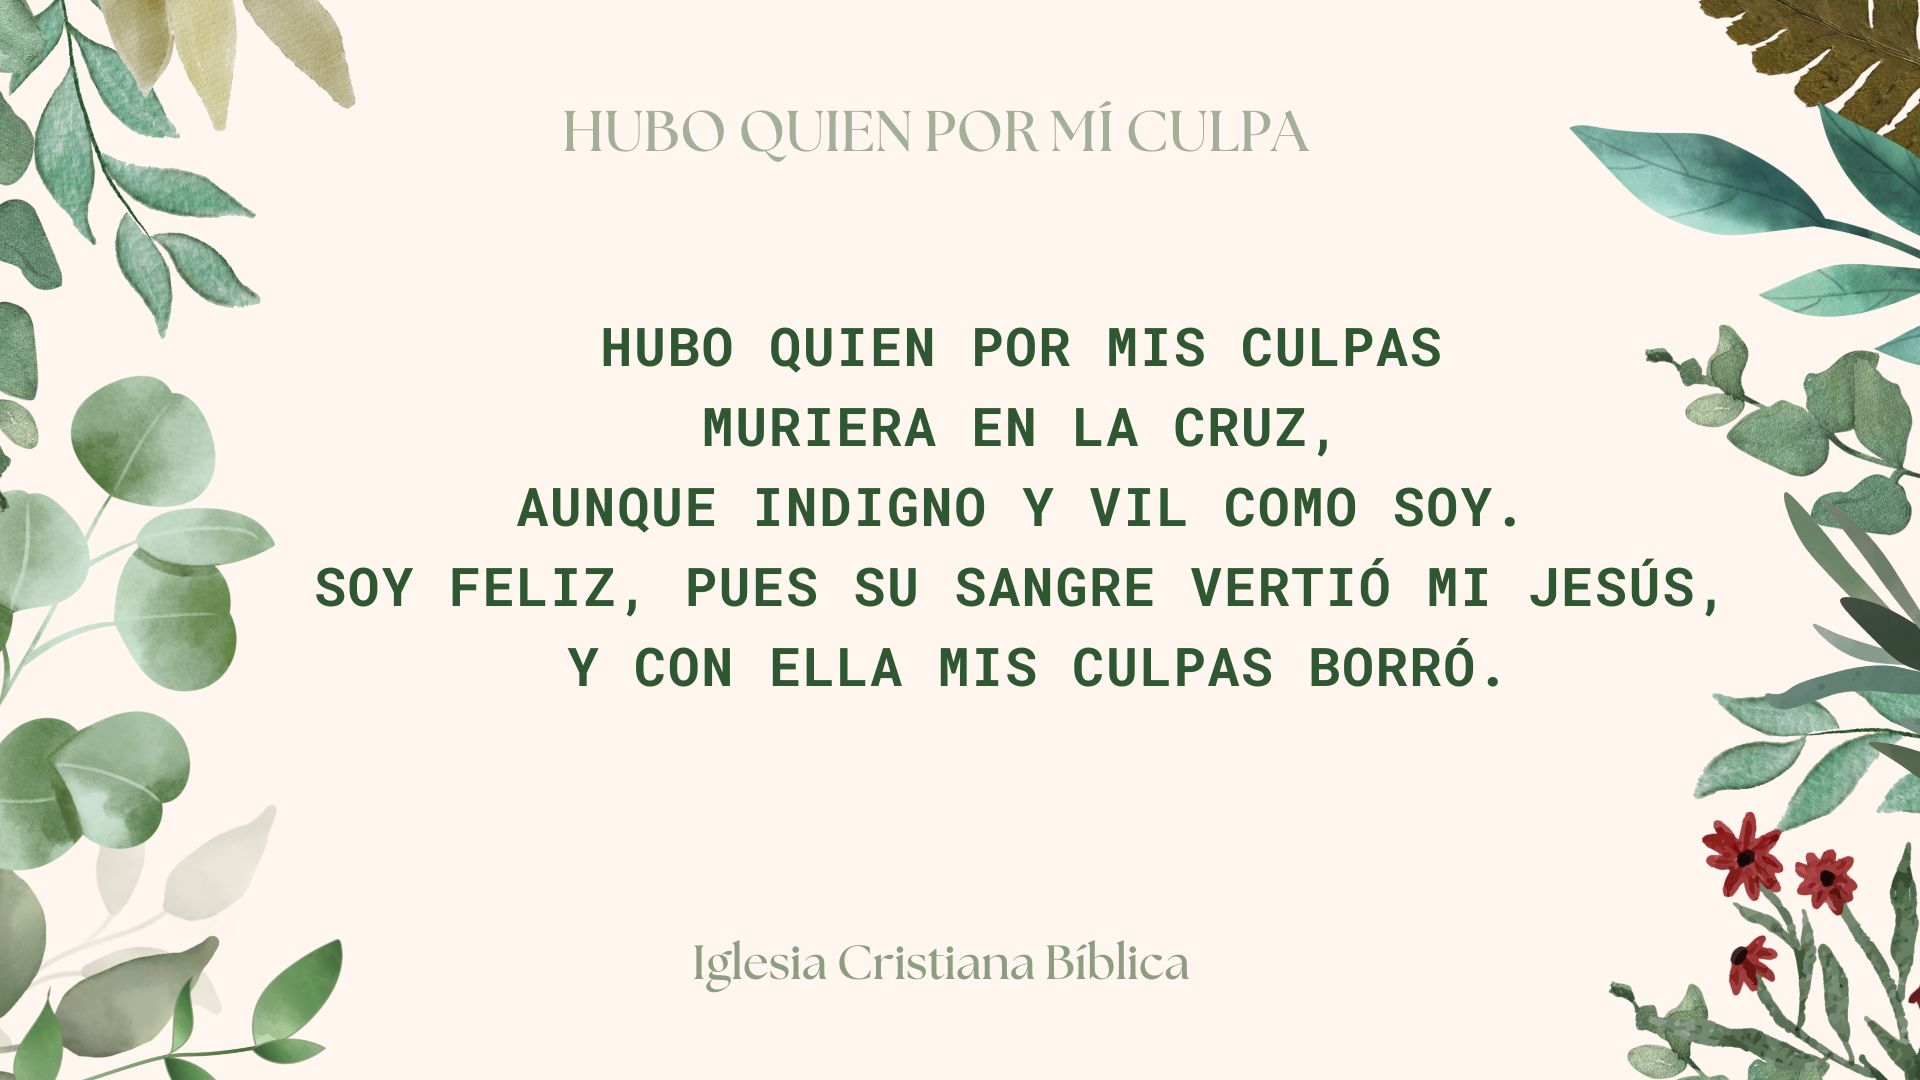 HUBO QUIEN POR MÍ CULPA
HUBO QUIEN POR MIS CULPAS
MURIERA EN LA CRUZ,
AUNQUE INDIGNO Y VIL COMO SOY.
SOY FELIZ, PUES SU SANGRE VERTIÓ MI JESÚS,
Y CON ELLA MIS CULPAS BORRÓ.
Iglesia Cristiana Bíblica